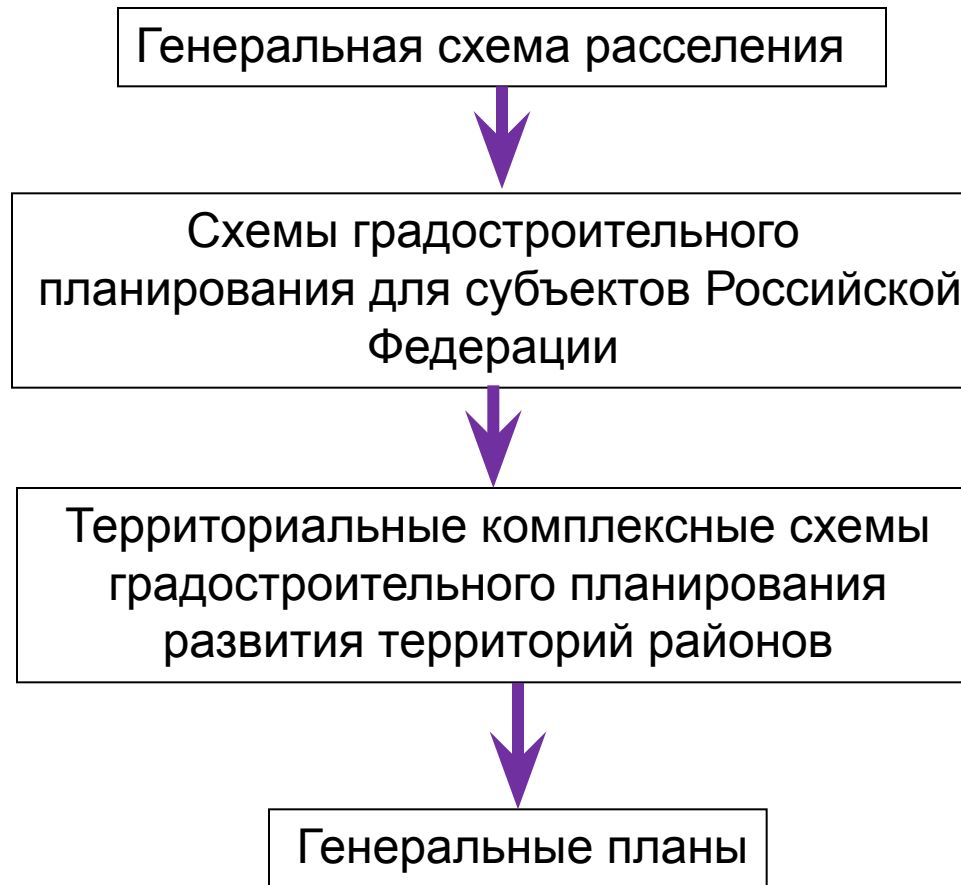 Генеральная схема расселения
Схемы градостроительного
планирования для субъектов Российской
Федерации
Территориальные комплексные схемы
градостроительного планирования
развития территорий районов
Генеральные планы